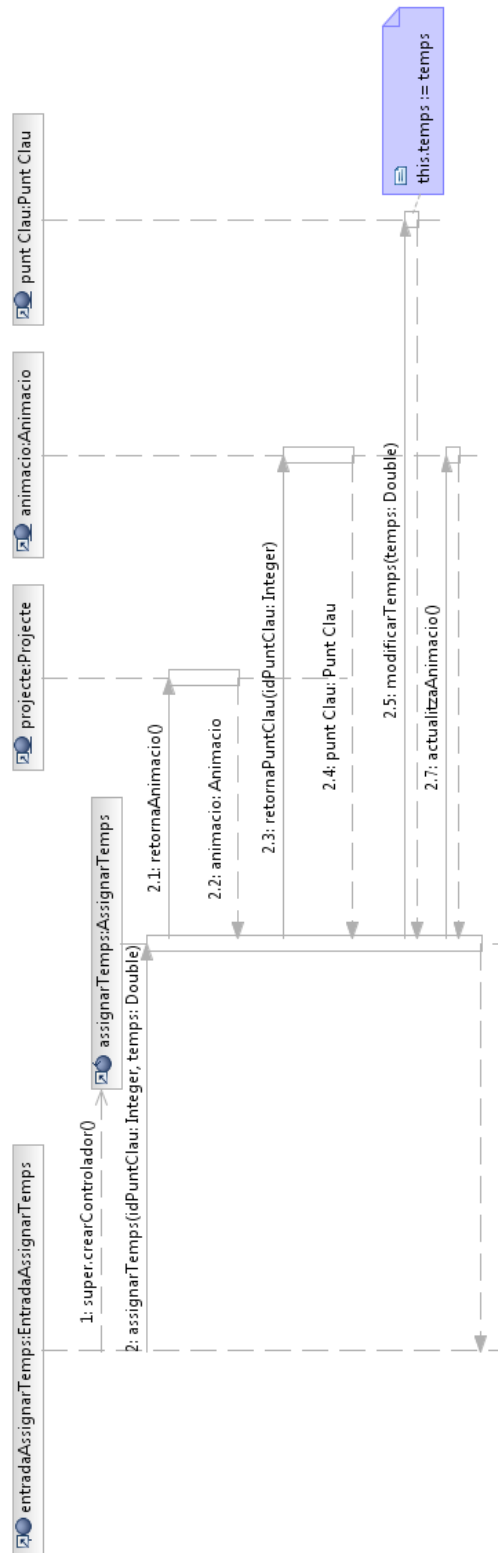 entradaAssignarTemps:EntradaAssignarTemps
assignarTemps:AssignarTemps
projecte:Projecte
animacio:Animacio
punt Clau:Punt Clau
1: super.crearControlador()
2: assignarTemps(idPuntClau: Integer, temps: Double)
2.1: retornaAnimacio()
2.2: animacio: Animacio
2.3: retornaPuntClau(idPuntClau: Integer)
2.4: punt Clau: Punt Clau
2.5: modificarTemps(temps: Double)
this.temps := temps
2.7: actualitzaAnimacio()